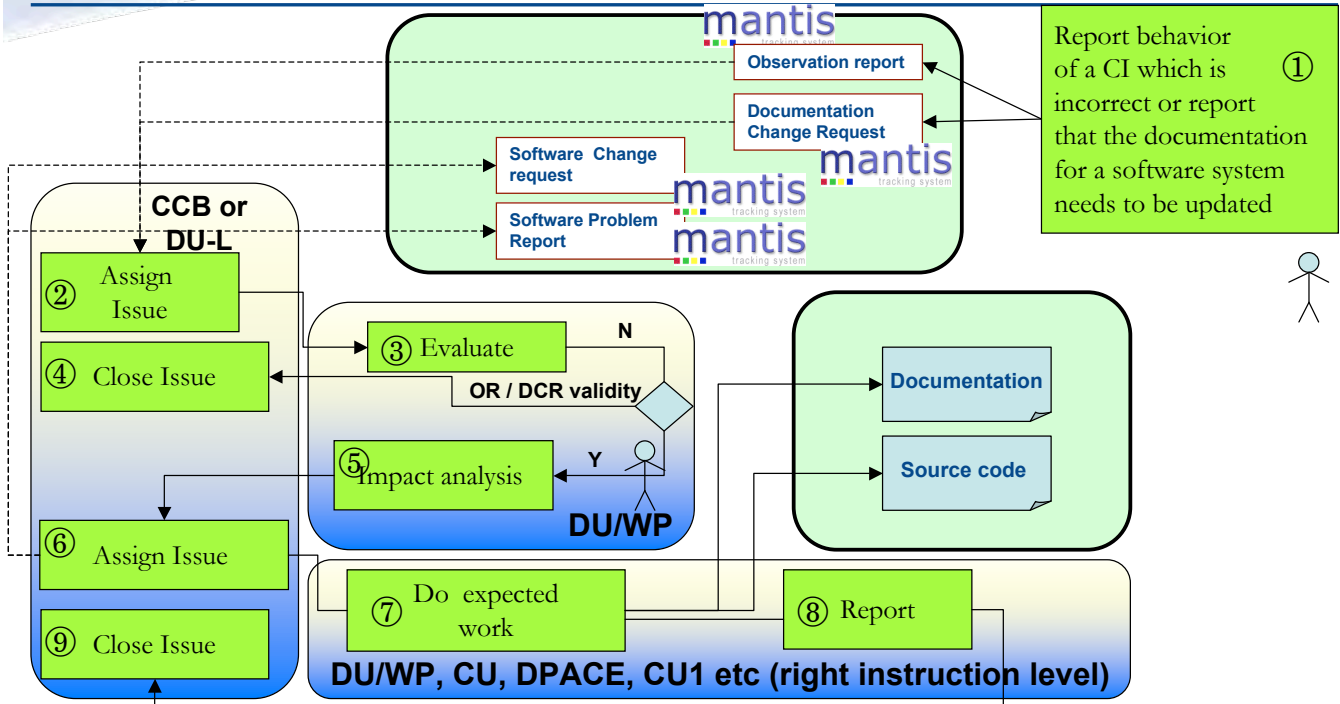 mantis
tracking system
Observation report
Documentation
Change Request
mantis
tracking system
Software Change
request
mantis
tracking system
Software Problem
Report
mantis
tracking system
Report behavior
of a CI which is
①
incorrect or report
that the documentation
for a software system
needs to be updated
CCB or
DU-L
② Assign
Issue
③ Evaluate
N
④ Close Issue
OR / DCR validity
⑤ Impact analysis
Y
DU/WP
Documentation
Source code
⑥ Assign Issue
⑦ Do expected
work
⑧ Report
⑨ Close Issue
DU/WP, CU, DPACE, CU1 etc (right instruction level)